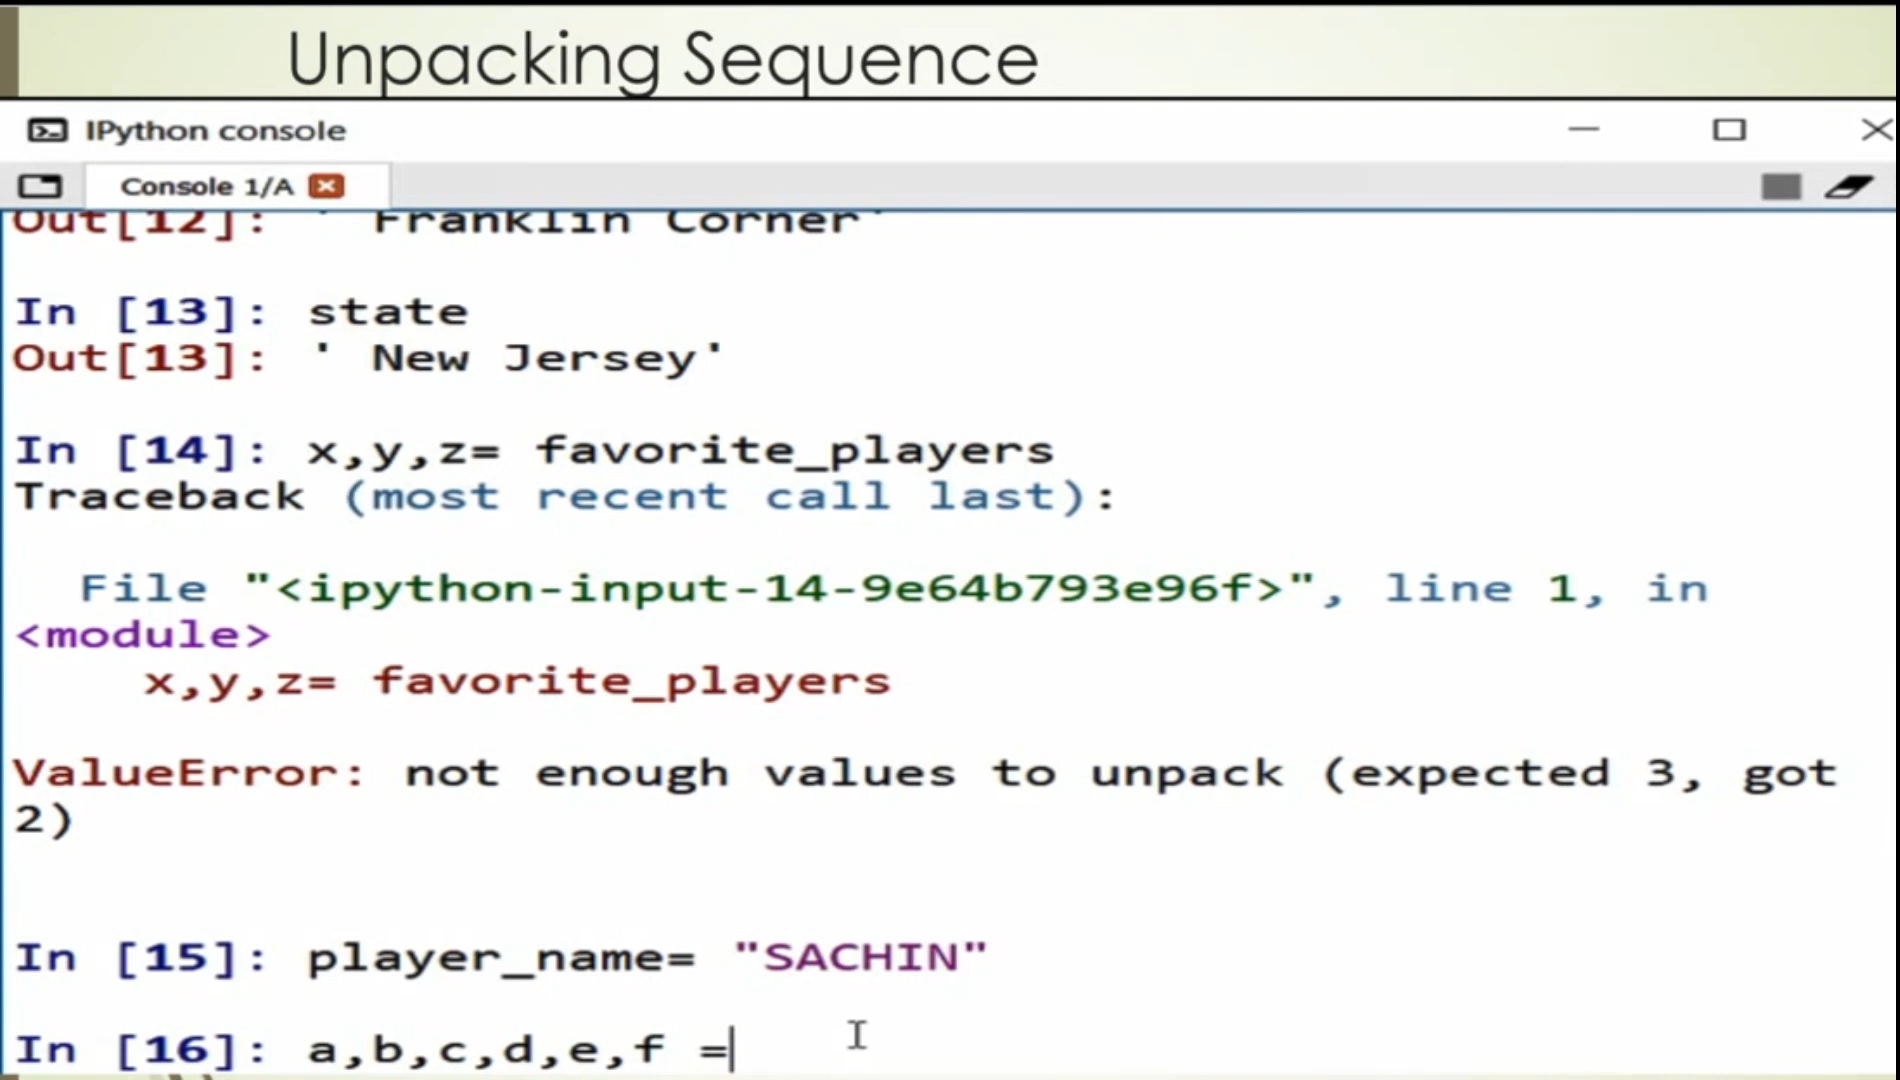 Unpacking Sequence
IPython console
Console 1/A
Out[12]: ' Franklin Corner'
In [13]: state
Out[13]: ' New Jersey'
In [14]: x,y,z= favorite_players
Traceback (most recent call last):
File "<ipython-input-14-9e64b793e96f>", line 1, in
<module>
x,y,z= favorite_players
ValueError: not enough values to unpack (expected 3, got
2)
In [15]: player_name= "SACHIN"
In [16]: a,b,c,d,e,f =